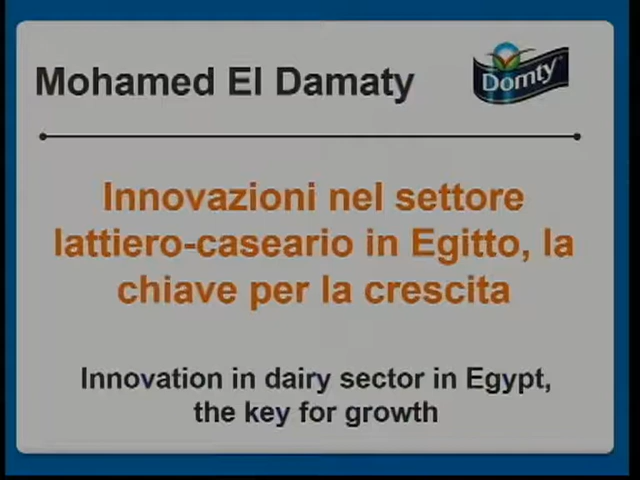 Mohamed El Damaty
Domty
Innovazioni nel settore
lattiero-caseario in Egitto, la
chiave per la crescita
Innovation in dairy sector in Egypt,
the key for growth